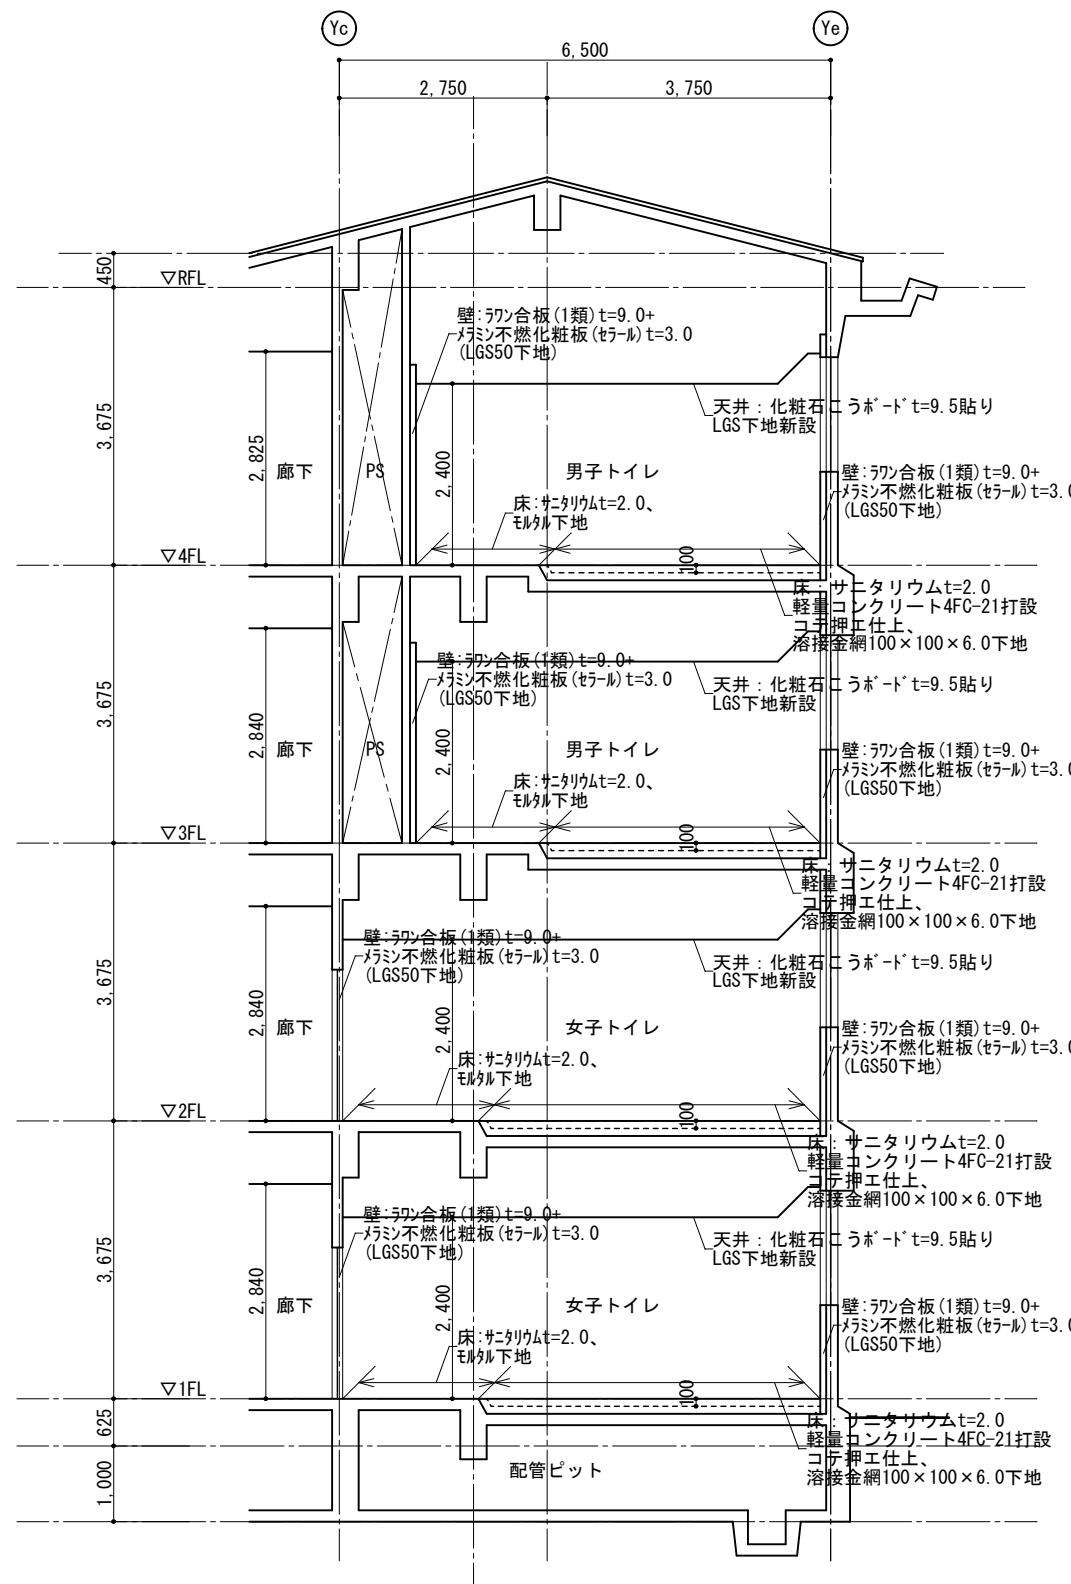 Yc
Ye
6,500
2,750
3,750
450
▽RFL
壁:ﾗﾜﾝ合板(1類)t=9.0+
ﾒﾗﾐﾝ不燃化粧板(ｾﾗｰﾙ)t=3.0
(LGS50下地)
天井：化粧石こうﾎﾞｰﾄﾞt=9.5貼り
LGS下地新設
3,675
2,825
廊下
PS
2,400
男子トイレ
壁:ﾗﾜﾝ合板(1類)t=9.0+
ﾒﾗﾐﾝ不燃化粧板(ｾﾗｰﾙ)t=3.0
(LGS50下地)
床:ｻﾆﾀﾘｳﾑt=2.0、
ﾓﾙﾀﾙ下地
▽4FL
100
床：サニタリウムt=2.0
軽量コンクリート4FC-21打設
コテ押エ仕上、
溶接金網100×100×6.0下地
壁:ﾗﾜﾝ合板(1類)t=9.0+
ﾒﾗﾐﾝ不燃化粧板(ｾﾗｰﾙ)t=3.0
(LGS50下地)
天井：化粧石こうﾎﾞｰﾄﾞt=9.5貼り
LGS下地新設
3,675
2,840
廊下
PS
2,400
男子トイレ
壁:ﾗﾜﾝ合板(1類)t=9.0+
ﾒﾗﾐﾝ不燃化粧板(ｾﾗｰﾙ)t=3.0
(LGS50下地)
床:ｻﾆﾀﾘｳﾑt=2.0、
ﾓﾙﾀﾙ下地
▽3FL
100
床：サニタリウムt=2.0
軽量コンクリート4FC-21打設
コテ押エ仕上、
溶接金網100×100×6.0下地
壁:ﾗﾜﾝ合板(1類)t=9.0+
ﾒﾗﾐﾝ不燃化粧板(ｾﾗｰﾙ)t=3.0
(LGS50下地)
天井：化粧石こうﾎﾞｰﾄﾞt=9.5貼り
LGS下地新設
3,675
2,840
廊下
2,400
女子トイレ
壁:ﾗﾜﾝ合板(1類)t=9.0+
ﾒﾗﾐﾝ不燃化粧板(ｾﾗｰﾙ)t=3.0
(LGS50下地)
床:ｻﾆﾀﾘｳﾑt=2.0、
ﾓﾙﾀﾙ下地
▽2FL
100
床：サニタリウムt=2.0
軽量コンクリート4FC-21打設
コテ押エ仕上、
溶接金網100×100×6.0下地
壁:ﾗﾜﾝ合板(1類)t=9.0+
ﾒﾗﾐﾝ不燃化粧板(ｾﾗｰﾙ)t=3.0
(LGS50下地)
天井：化粧石こうﾎﾞｰﾄﾞt=9.5貼り
LGS下地新設
3,675
2,840
廊下
2,400
女子トイレ
壁:ﾗﾜﾝ合板(1類)t=9.0+
ﾒﾗﾐﾝ不燃化粧板(ｾﾗｰﾙ)t=3.0
(LGS50下地)
床:ｻﾆﾀﾘｳﾑt=2.0、
ﾓﾙﾀﾙ下地
▽1FL
100
625
床：サニタリウムt=2.0
軽量コンクリート4FC-21打設
コテ押エ仕上、
溶接金網100×100×6.0下地
1,000
配管ピット